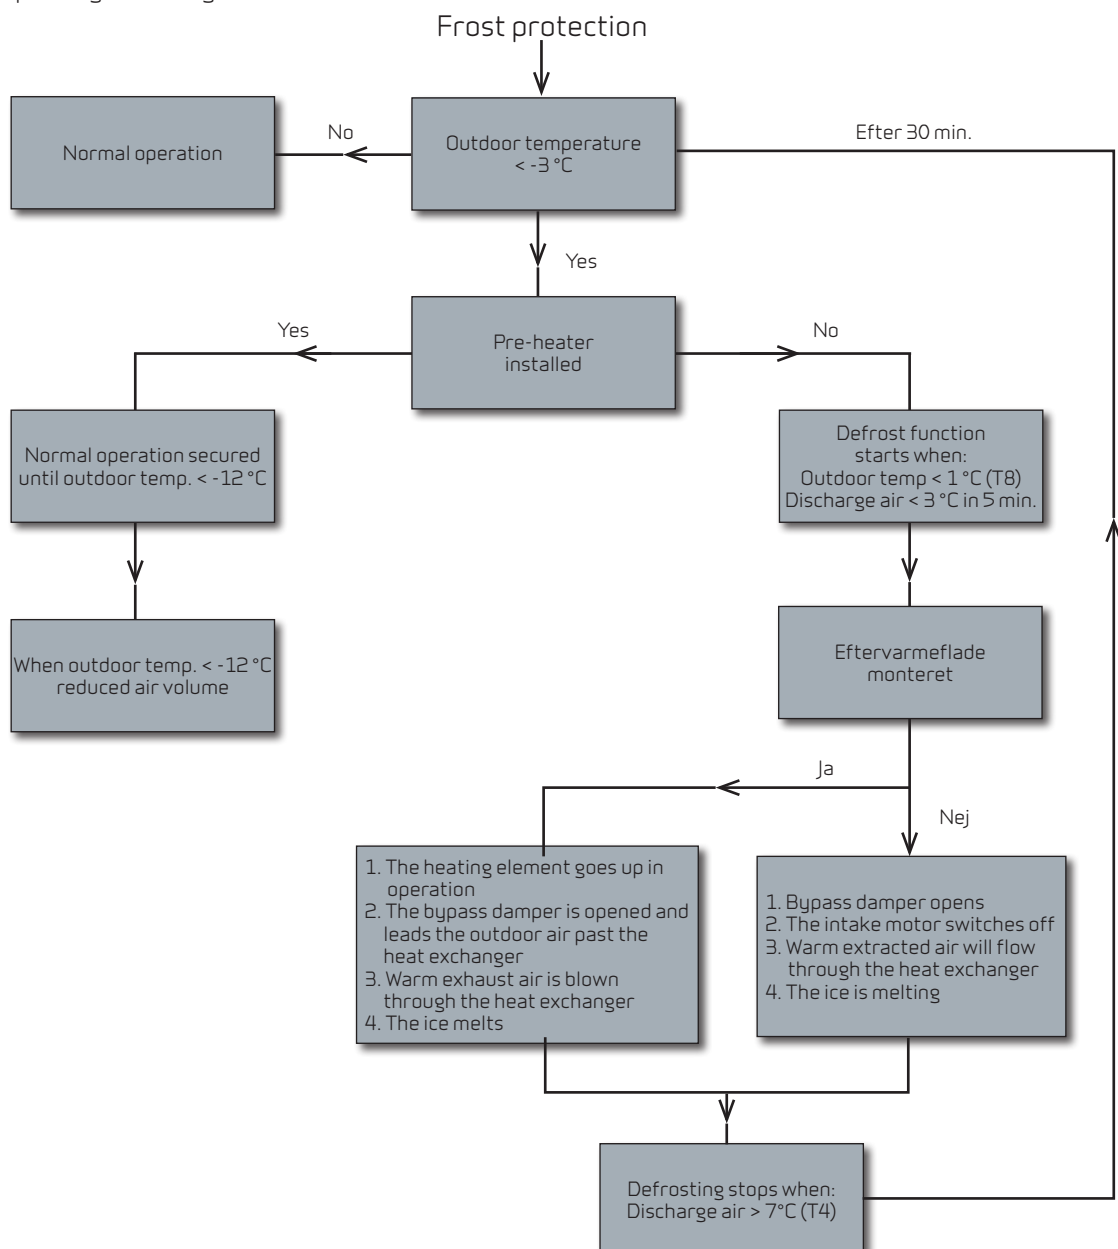 Frost protection
Normal operation
No
Outdoor temperature
< -3 °C
Efter 30 min.
Yes
Yes
Pre-heater
installed
No
Normal operation secured
until outdoor temp. < -12 °C
Defrost function
starts when:
Outdoor temp < 1 °C (T8)
Discharge air < 3 °C in 5 min.
When outdoor temp. < -12 °C
reduced air volume
Eftervarmeflade
monteret
Ja
Nej
1. The heating element goes up in
operation
2. The bypass damper is opened and
leads the outdoor air past the
heat exchanger
3. Warm exhaust air is blown
through the heat exchanger
4. The ice melts
1. Bypass damper opens
2. The intake motor switches off
3. Warm extracted air will flow
through the heat exchanger
4. The ice is melting
Defrosting stops when:
Discharge air > 7°C (T4)